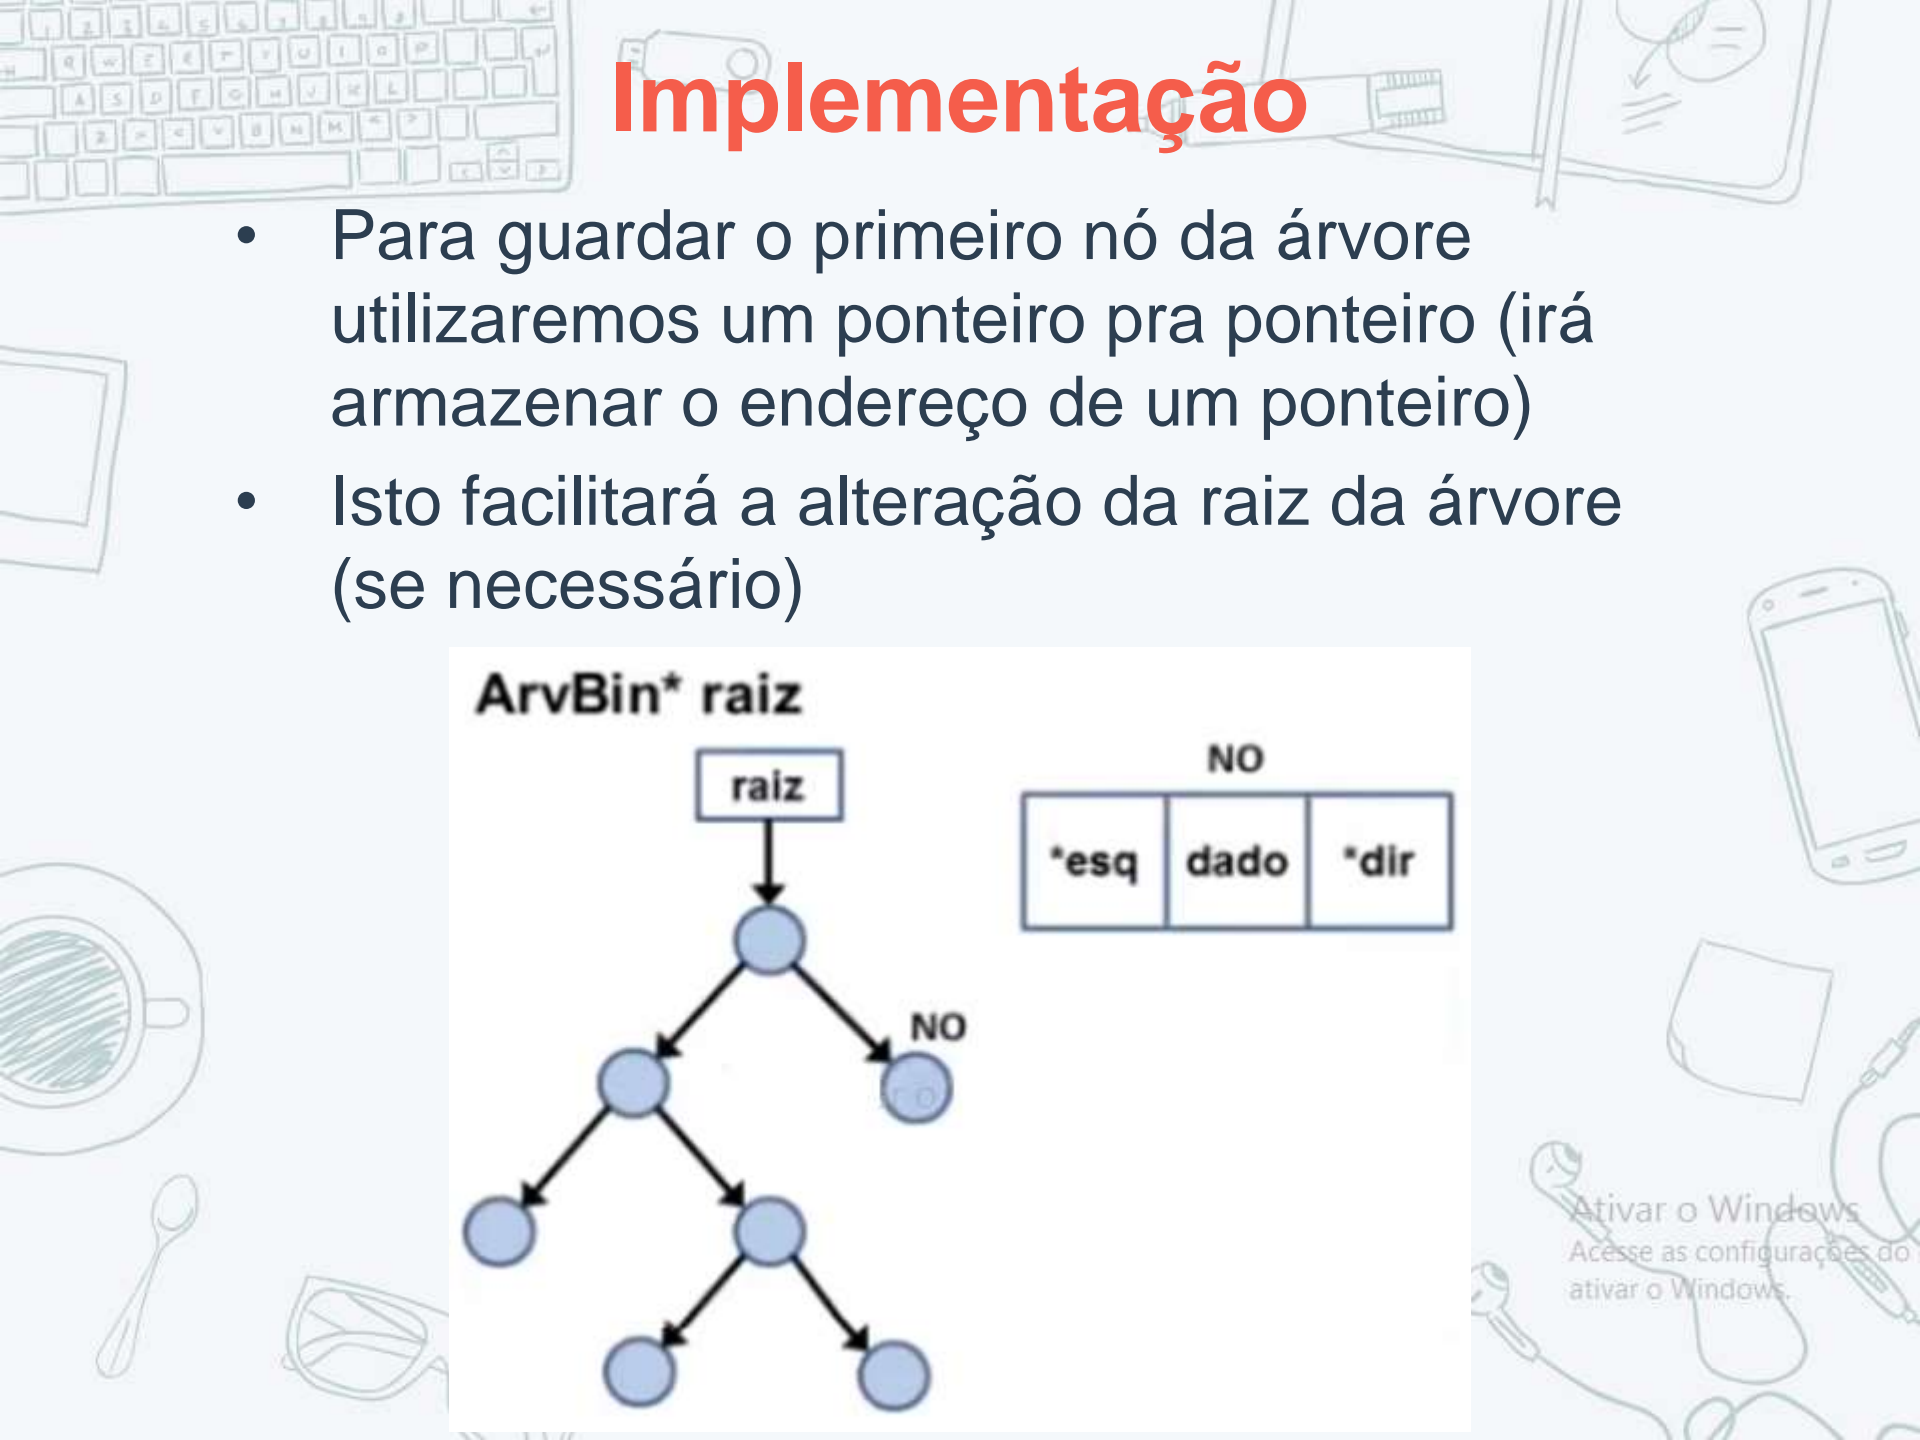 Implementação
• Para guardar o primeiro nó da árvore
utilizaremos um ponteiro pra ponteiro (irá
armazenar o endereço de um ponteiro)
• Isto facilitará a alteração da raiz da árvore
(se necessário)
ArvBin* raiz
raiz
NO
*esq dado *dir
NO
Ativar o Windows
Acesse as configurações do
ativar o Windows.